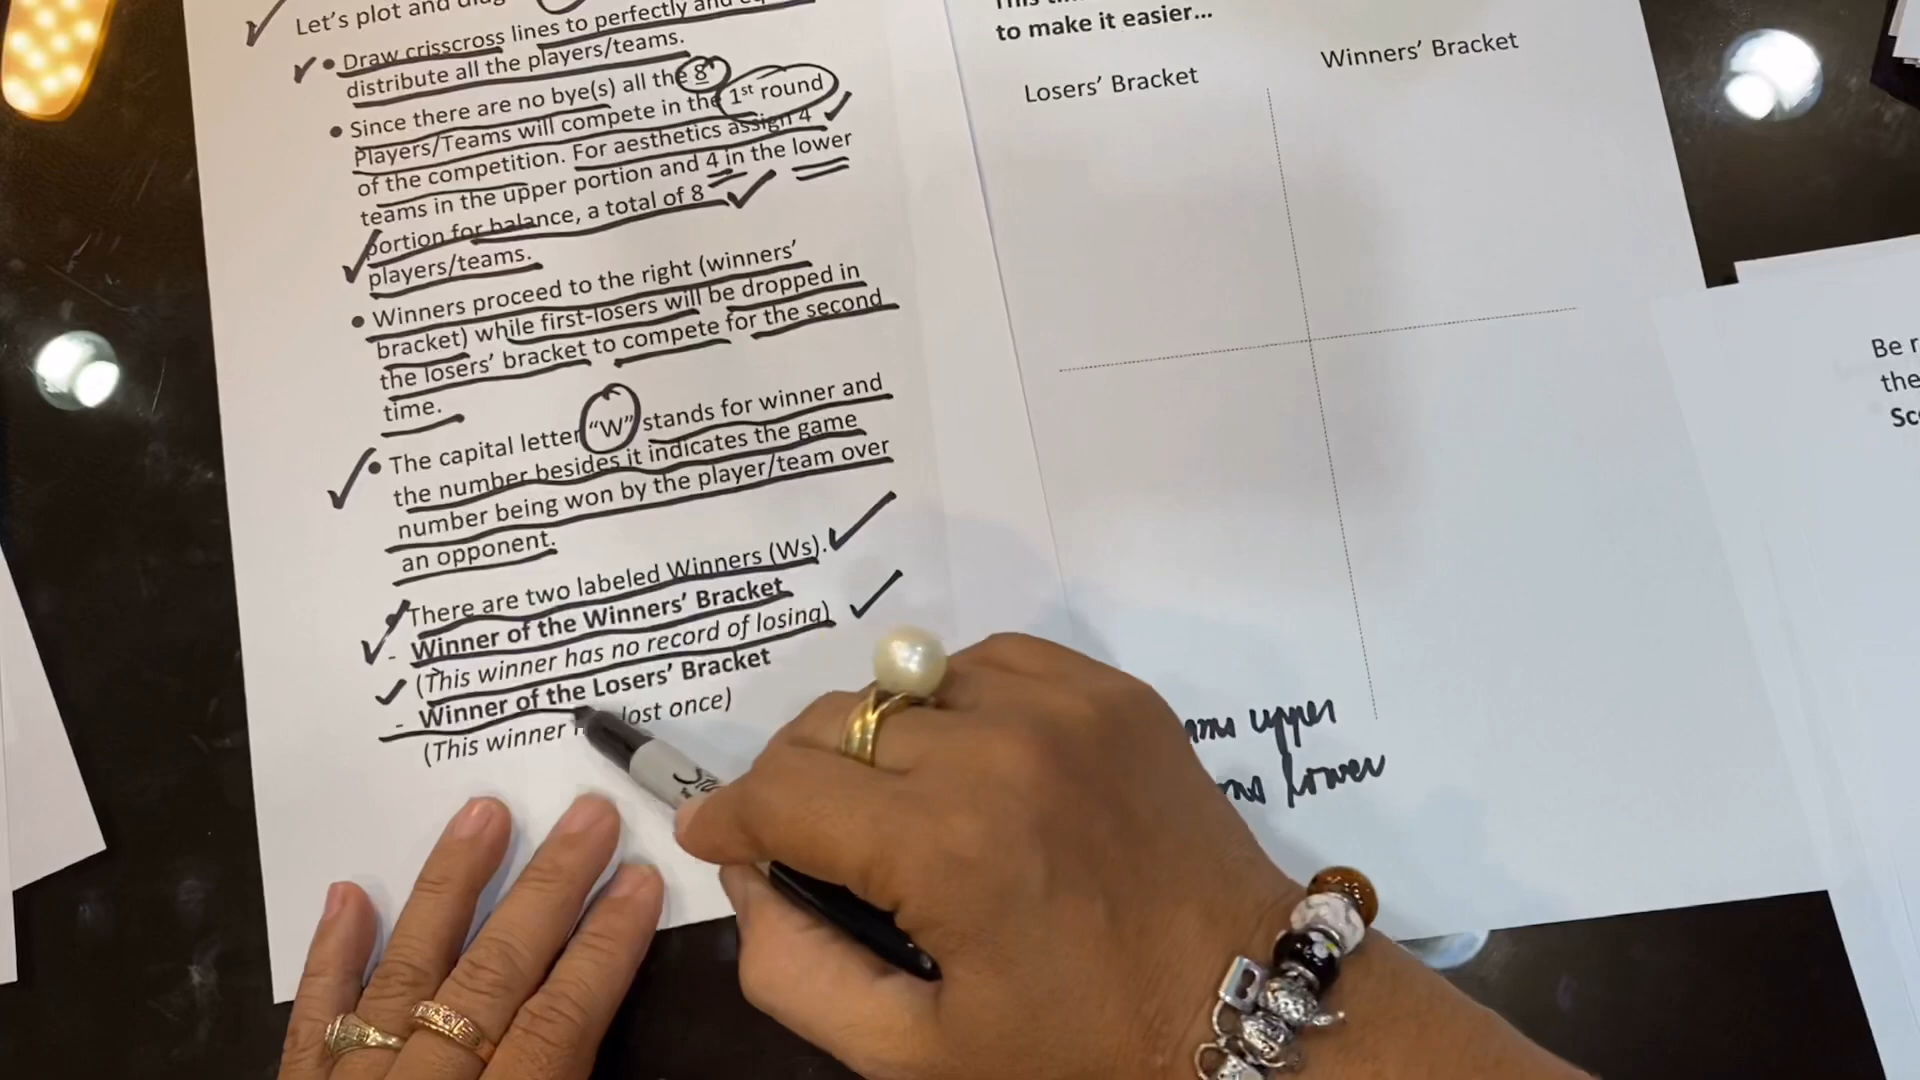 Let's plot and
Draw crisscross lines to perfectly and
distribute all the players/teams.
Since there are no bye(s) all the 8
Players/Teams will compete in the 1st round
of the competition. For aesthetics assign 4
teams in the upper portion and 4 in the lower
portion for balance, a total of 8
players/teams.
Winners proceed to the right (winners'
bracket) while first-losers will be dropped in
the losers' bracket to compete for the second
time.
The capital letter "W" stands for winner and
the number besides it indicates the game
number being won by the player/team over
an opponent.
There are two labeled Winners (Ws).
- Winner of the Winners' Bracket
(This winner has no record of losing)
- Winner of the Losers' Bracket
(This winner lost once)
to make it easier...
Losers' Bracket
Winners' Bracket
upper
lower
Be
the